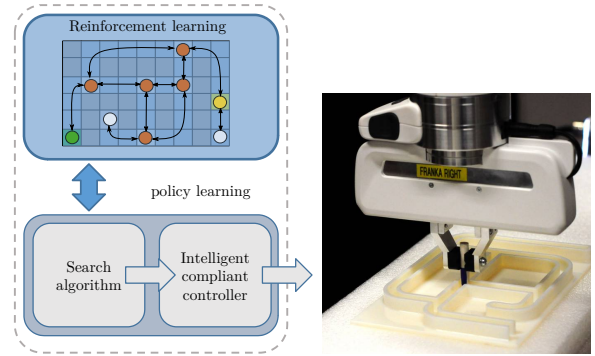 Reinforcement learning
policy learning
Search
algorithm
Intelligent
compliant
controller
FRANKA RIGHT